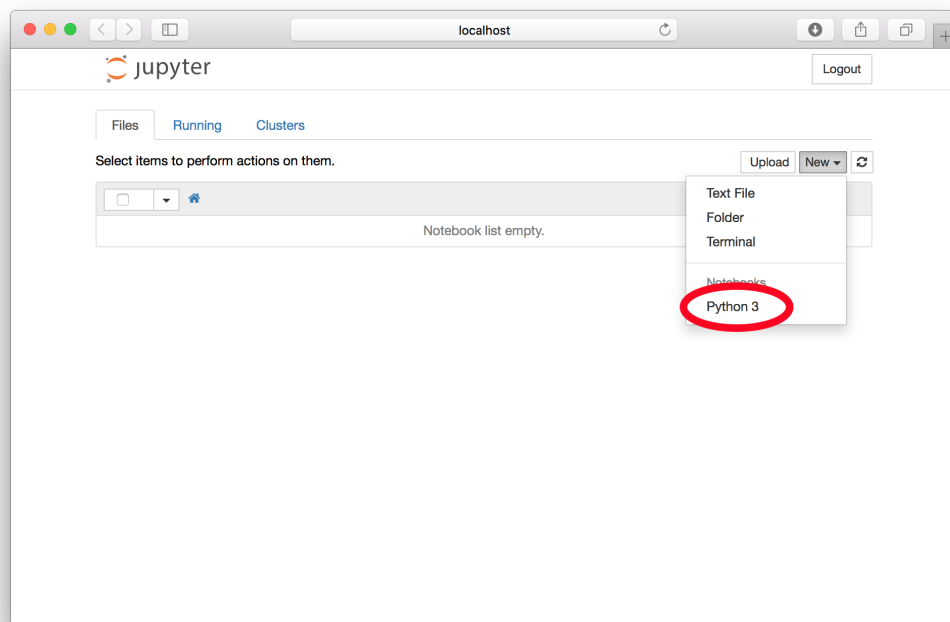 localhost
jupyter
Logout
Files Running Clusters
Select items to perform actions on them.
Upload New
Text File
Folder
Terminal
Notebook list empty.
Notebooks
Python 3